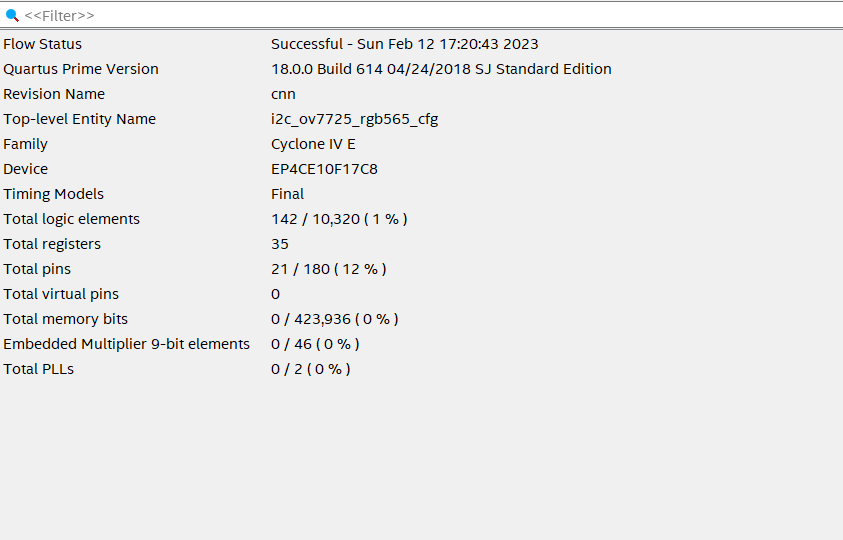 <<Filter>>
Flow Status Successful - Sun Feb 12 17:20:43 2023
Quartus Prime Version 18.0.0 Build 614 04/24/2018 SJ Standard Edition
Revision Name cnn
Top-level Entity Name i2c_ov7725_rgb565_cfg
Family Cyclone IV E
Device EP4CE10F17C8
Timing Models Final
Total logic elements 142 / 10,320 ( 1 % )
Total registers 35
Total pins 21 / 180 ( 12 % )
Total virtual pins 0
Total memory bits 0 / 423,936 ( 0 % )
Embedded Multiplier 9-bit elements 0 / 46 ( 0 % )
Total PLLs 0 / 2 ( 0 % )